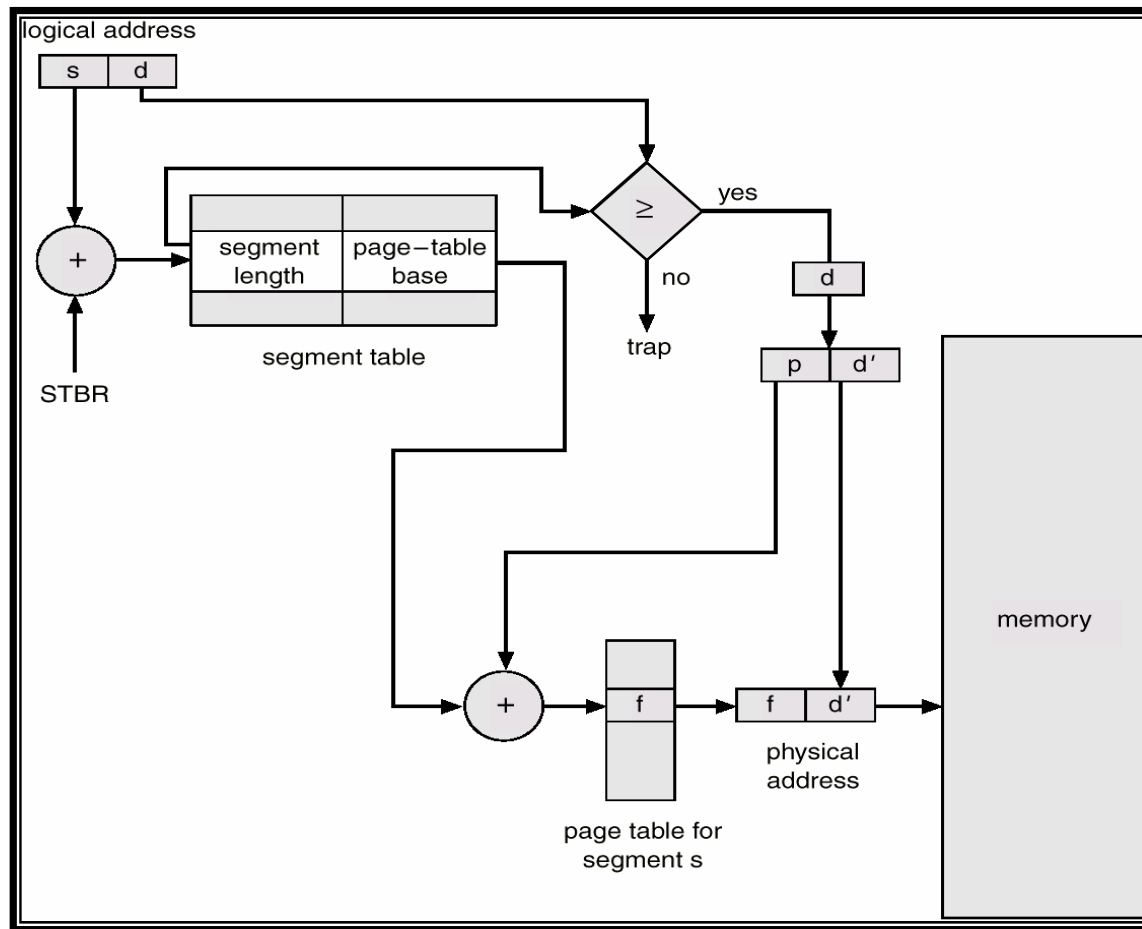 logical address
s d
≥
yes
no
trap
+
STBR
segment length
page–table base
segment table
d
p d′
memory
+
f
f d′
physical address
page table for segment s